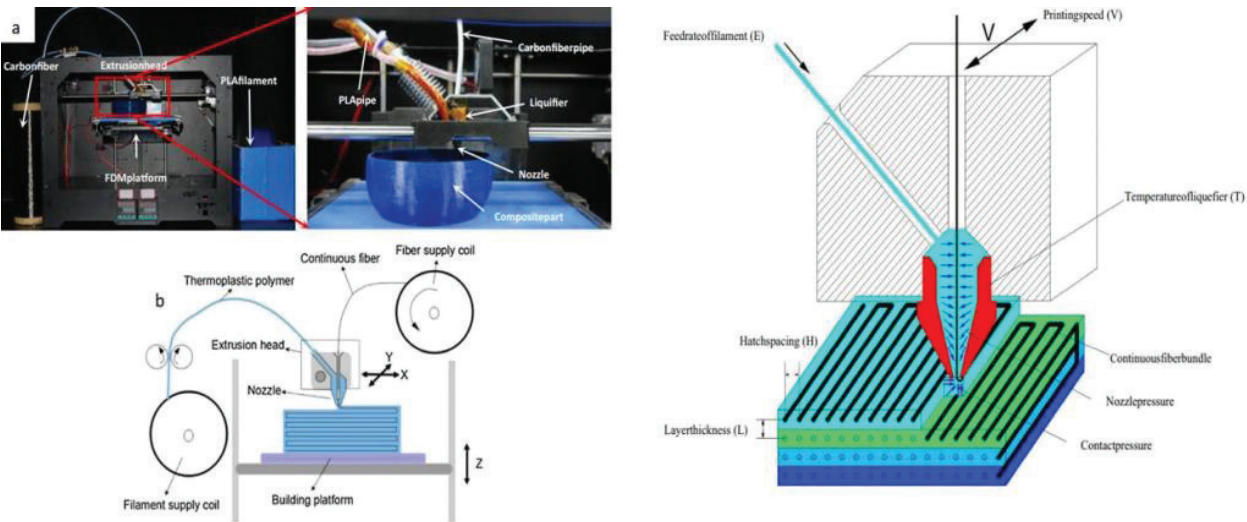 a
Carbonfiber
Extrusionhead
PLAfilament
FDMplatform
Carbonfiberpipe
PLApipe
Liquifier
Nozzle
Compositepart
b
Thermoplastic polymer
Continuous fiber
Fiber supply coil
Extrusion head
Y
X
Nozzle
Z
Filament supply coil
Building platform
Printingspeed (V)
V
Feedrateoffilament (E)
Temperatureofliquefier (T)
Hatchspacing (H)
Continuousfiberbundle
Nozzlepressure
Layerthickness (L)
Contactpressure